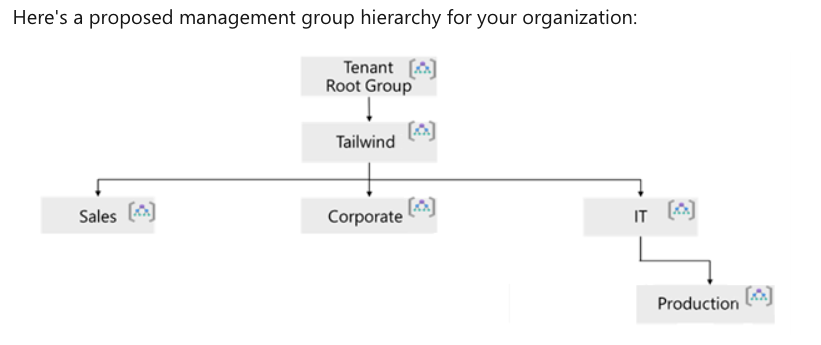 Here's a proposed management group hierarchy for your organization:
Tenant
Root Group
Tailwind
Sales
Corporate
IT
Production